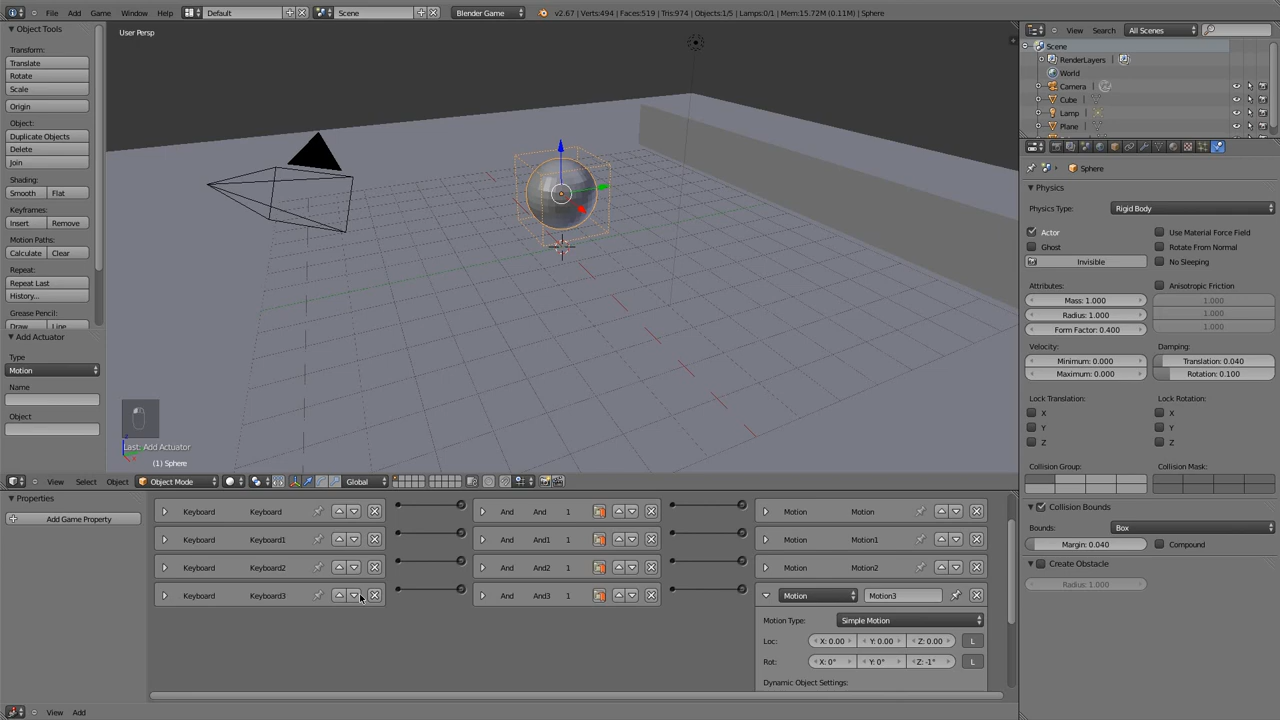 File Add Game Window Help Default Scene Blender Game v2.67 | Verts:494 | Faces:519 | Tris:974 | Objects:1/5 | Lamps:0/1 | Mem:15.72M (0.11M) | Sphere
Object Tools
Transform:
Translate
Rotate
Scale
Origin
Object:
Duplicate Objects
Delete
Join
Shading:
Smooth Flat
Keyframes:
Insert Remove
Motion Paths:
Calculate Clear
Repeat:
Repeat Last
History...
Grease Pencil:
Draw Line
Add Actuator
Type
Motion
Name
Object
User Persp
Last: Add Actuator
(1) Sphere
View Select Object Object Mode Global
Properties
Add Game Property
Keyboard Keyboard And And 1 Motion Motion
Keyboard Keyboard1 And And1 1 Motion Motion1
Keyboard Keyboard2 And And2 1 Motion Motion2
Keyboard Keyboard3 And And3 1 Motion Motion3
Motion Type: Simple Motion
Loc: X: 0.00 Y: 0.00 Z: 0.00 L
Rot: X: 0° Y: 0° Z: -1° L
Dynamic Object Settings:
View Add
View Search All Scenes
Scene
RenderLayers
World
Camera
Cube
Lamp
Plane
Sphere
Physics
Physics Type: Rigid Body
Actor Use Material Force Field
Ghost Rotate From Normal
Invisible No Sleeping
Attributes: Anisotropic Friction
Mass: 1.000 1.000
Radius: 1.000 1.000
Form Factor: 0.400 1.000
Velocity: Damping:
Minimum: 0.000 Translation: 0.040
Maximum: 0.000 Rotation: 0.100
Lock Translation: Lock Rotation:
X X
Y Y
Z Z
Collision Group: Collision Mask:
Collision Bounds
Bounds: Box
Margin: 0.040 Compound
Create Obstacle
Radius: 1.000